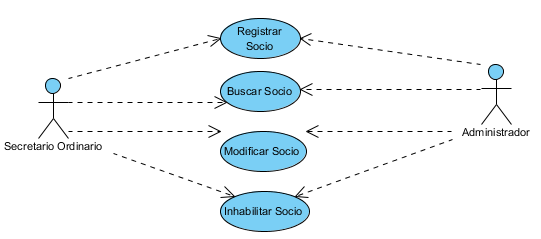 Registrar
Socio
Buscar Socio
Secretario Ordinario
Administrador
Modificar Socio
Inhabilitar Socio